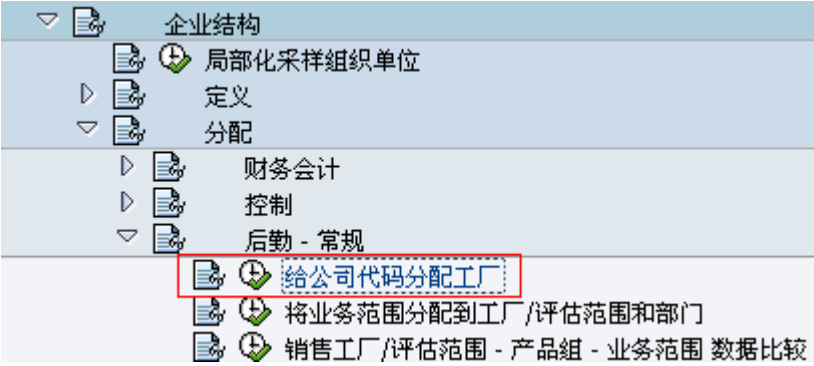 企业结构
局部化采样组织单位
定义
分配
财务会计
控制
后勤 - 常规
给公司代码分配工厂
将业务范围分配到工厂/评估范围和部门
销售工厂/评估范围 - 产品组 - 业务范围 数据比较